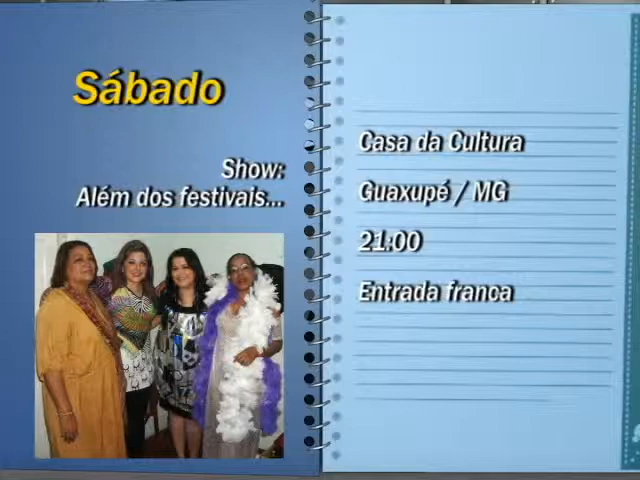 Sábado
Show:
Além dos festivais...
Casa da Cultura
Guaxupé / MG
21:00
Entrada franca